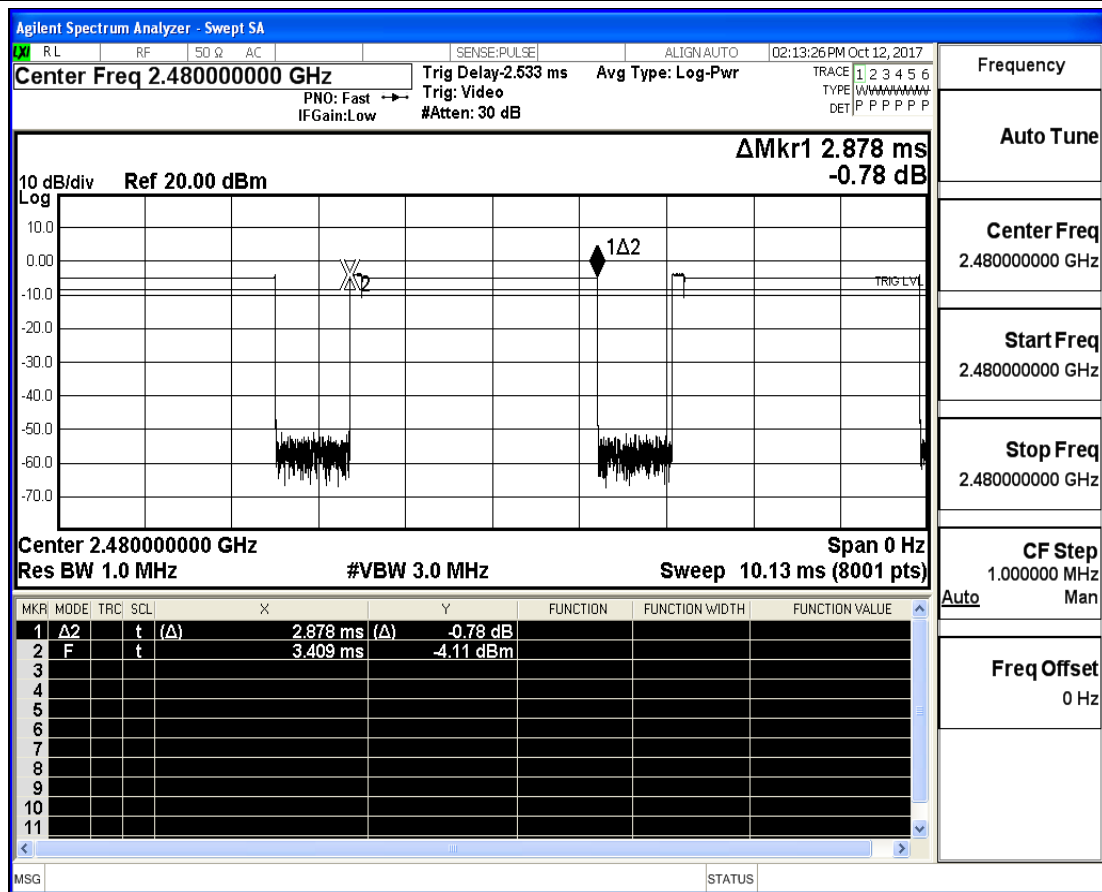 Agilent Spectrum Analyzer - Swept SA
LXI RL RF 50 Ω AC SENSE:PULSE ALIGN AUTO 02:13:26 PM Oct 12, 2017
Center Freq 2.480000000 GHz
PNO: Fast
IFGain:Low
Trig Delay-2.533 ms
Trig: Video
#Atten: 30 dB
Avg Type: Log-Pwr
TRACE 1 2 3 4 5 6
TYPE WWWWWW
DET P P P P P P
ΔMkr1 2.878 ms
-0.78 dB
10 dB/div Ref 20.00 dBm
Log
10.0
0.00
-10.0
-20.0
-30.0
-40.0
-50.0
-60.0
-70.0
2
1Δ2
TRIG LVL
Center 2.480000000 GHz Span 0 Hz
Res BW 1.0 MHz #VBW 3.0 MHz Sweep 10.13 ms (8001 pts)
MKR MODE TRC SCL X Y FUNCTION FUNCTION WIDTH FUNCTION VALUE
1 Δ2 t (Δ) 2.878 ms (Δ) -0.78 dB
2 F t 3.409 ms -4.11 dBm
3
4
5
6
7
8
9
10
11
MSG STATUS
Frequency
Auto Tune
Center Freq
2.480000000 GHz
Start Freq
2.480000000 GHz
Stop Freq
2.480000000 GHz
CF Step
1.000000 MHz
Auto Man
Freq Offset
0 Hz